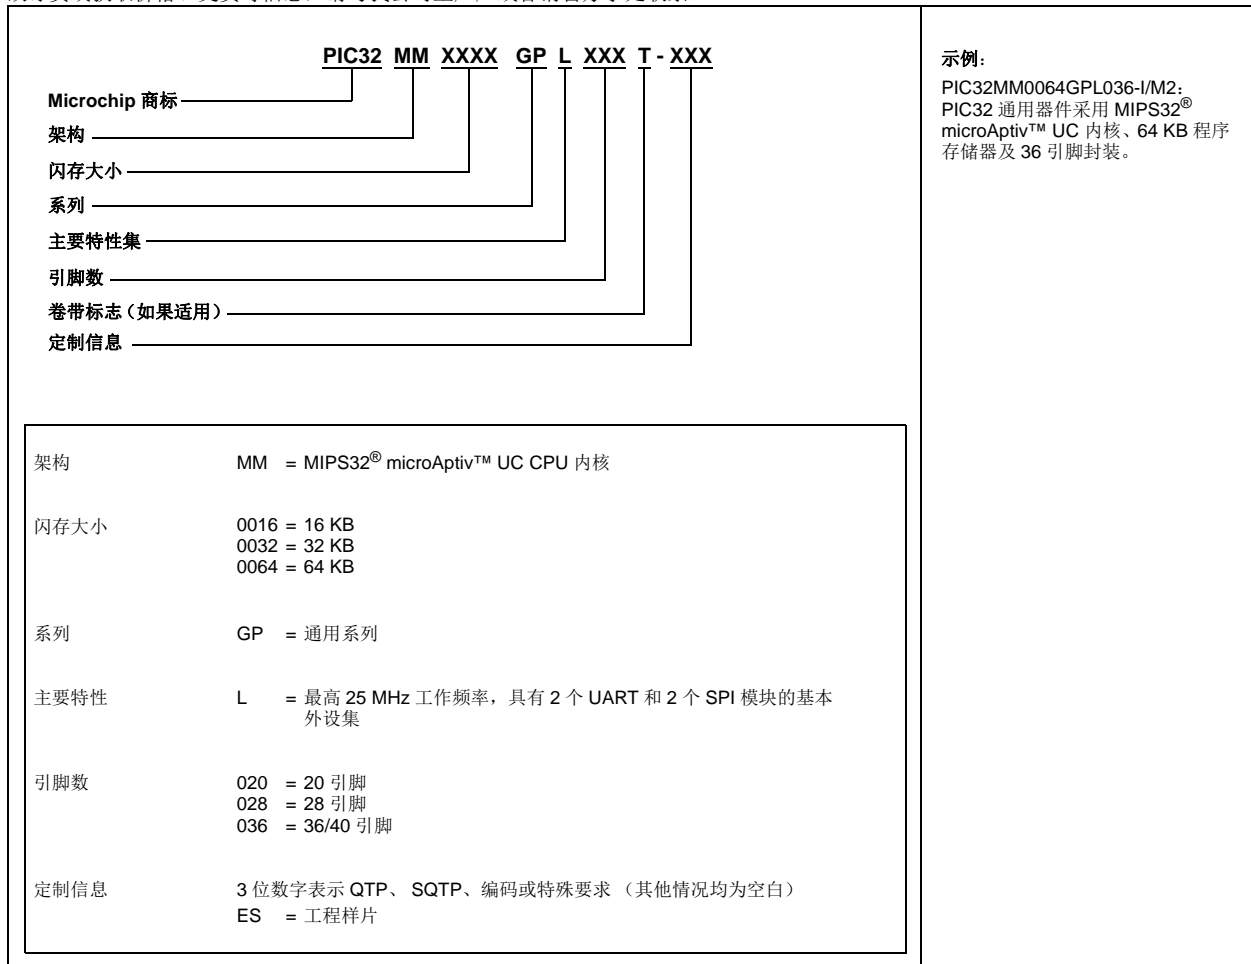 PIC32 MM XXXX GP L XXX T - XXX
Microchip 商标
架构
闪存大小
系列
主要特性集
引脚数
卷带标志（如果适用）
定制信息
示例：
PIC32MM0064GPL036-I/M2：
PIC32 通用器件采用 MIPS32®
microAptiv™ UC 内核、64 KB 程序
存储器及 36 引脚封装。
架构 MM = MIPS32® microAptiv™ UC CPU 内核
闪存大小 0016 = 16 KB
0032 = 32 KB
0064 = 64 KB
系列 GP = 通用系列
主要特性 L = 最高 25 MHz 工作频率，具有 2 个 UART 和 2 个 SPI 模块的基本
外设集
引脚数 020 = 20 引脚
028 = 28 引脚
036 = 36/40 引脚
定制信息 3 位数字表示 QTP、 SQTP、编码或特殊要求 （其他情况均为空白）
ES = 工程样片